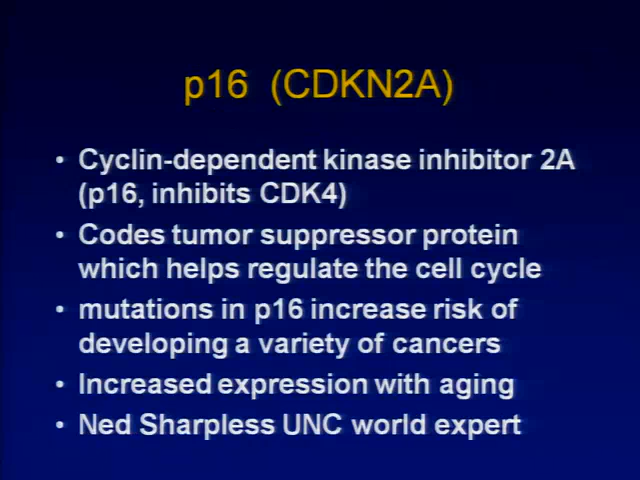 p16 (CDKN2A)
• Cyclin-dependent kinase inhibitor 2A
(p16, inhibits CDK4)
• Codes tumor suppressor protein
which helps regulate the cell cycle
• mutations in p16 increase risk of
developing a variety of cancers
• Increased expression with aging
• Ned Sharpless UNC world expert